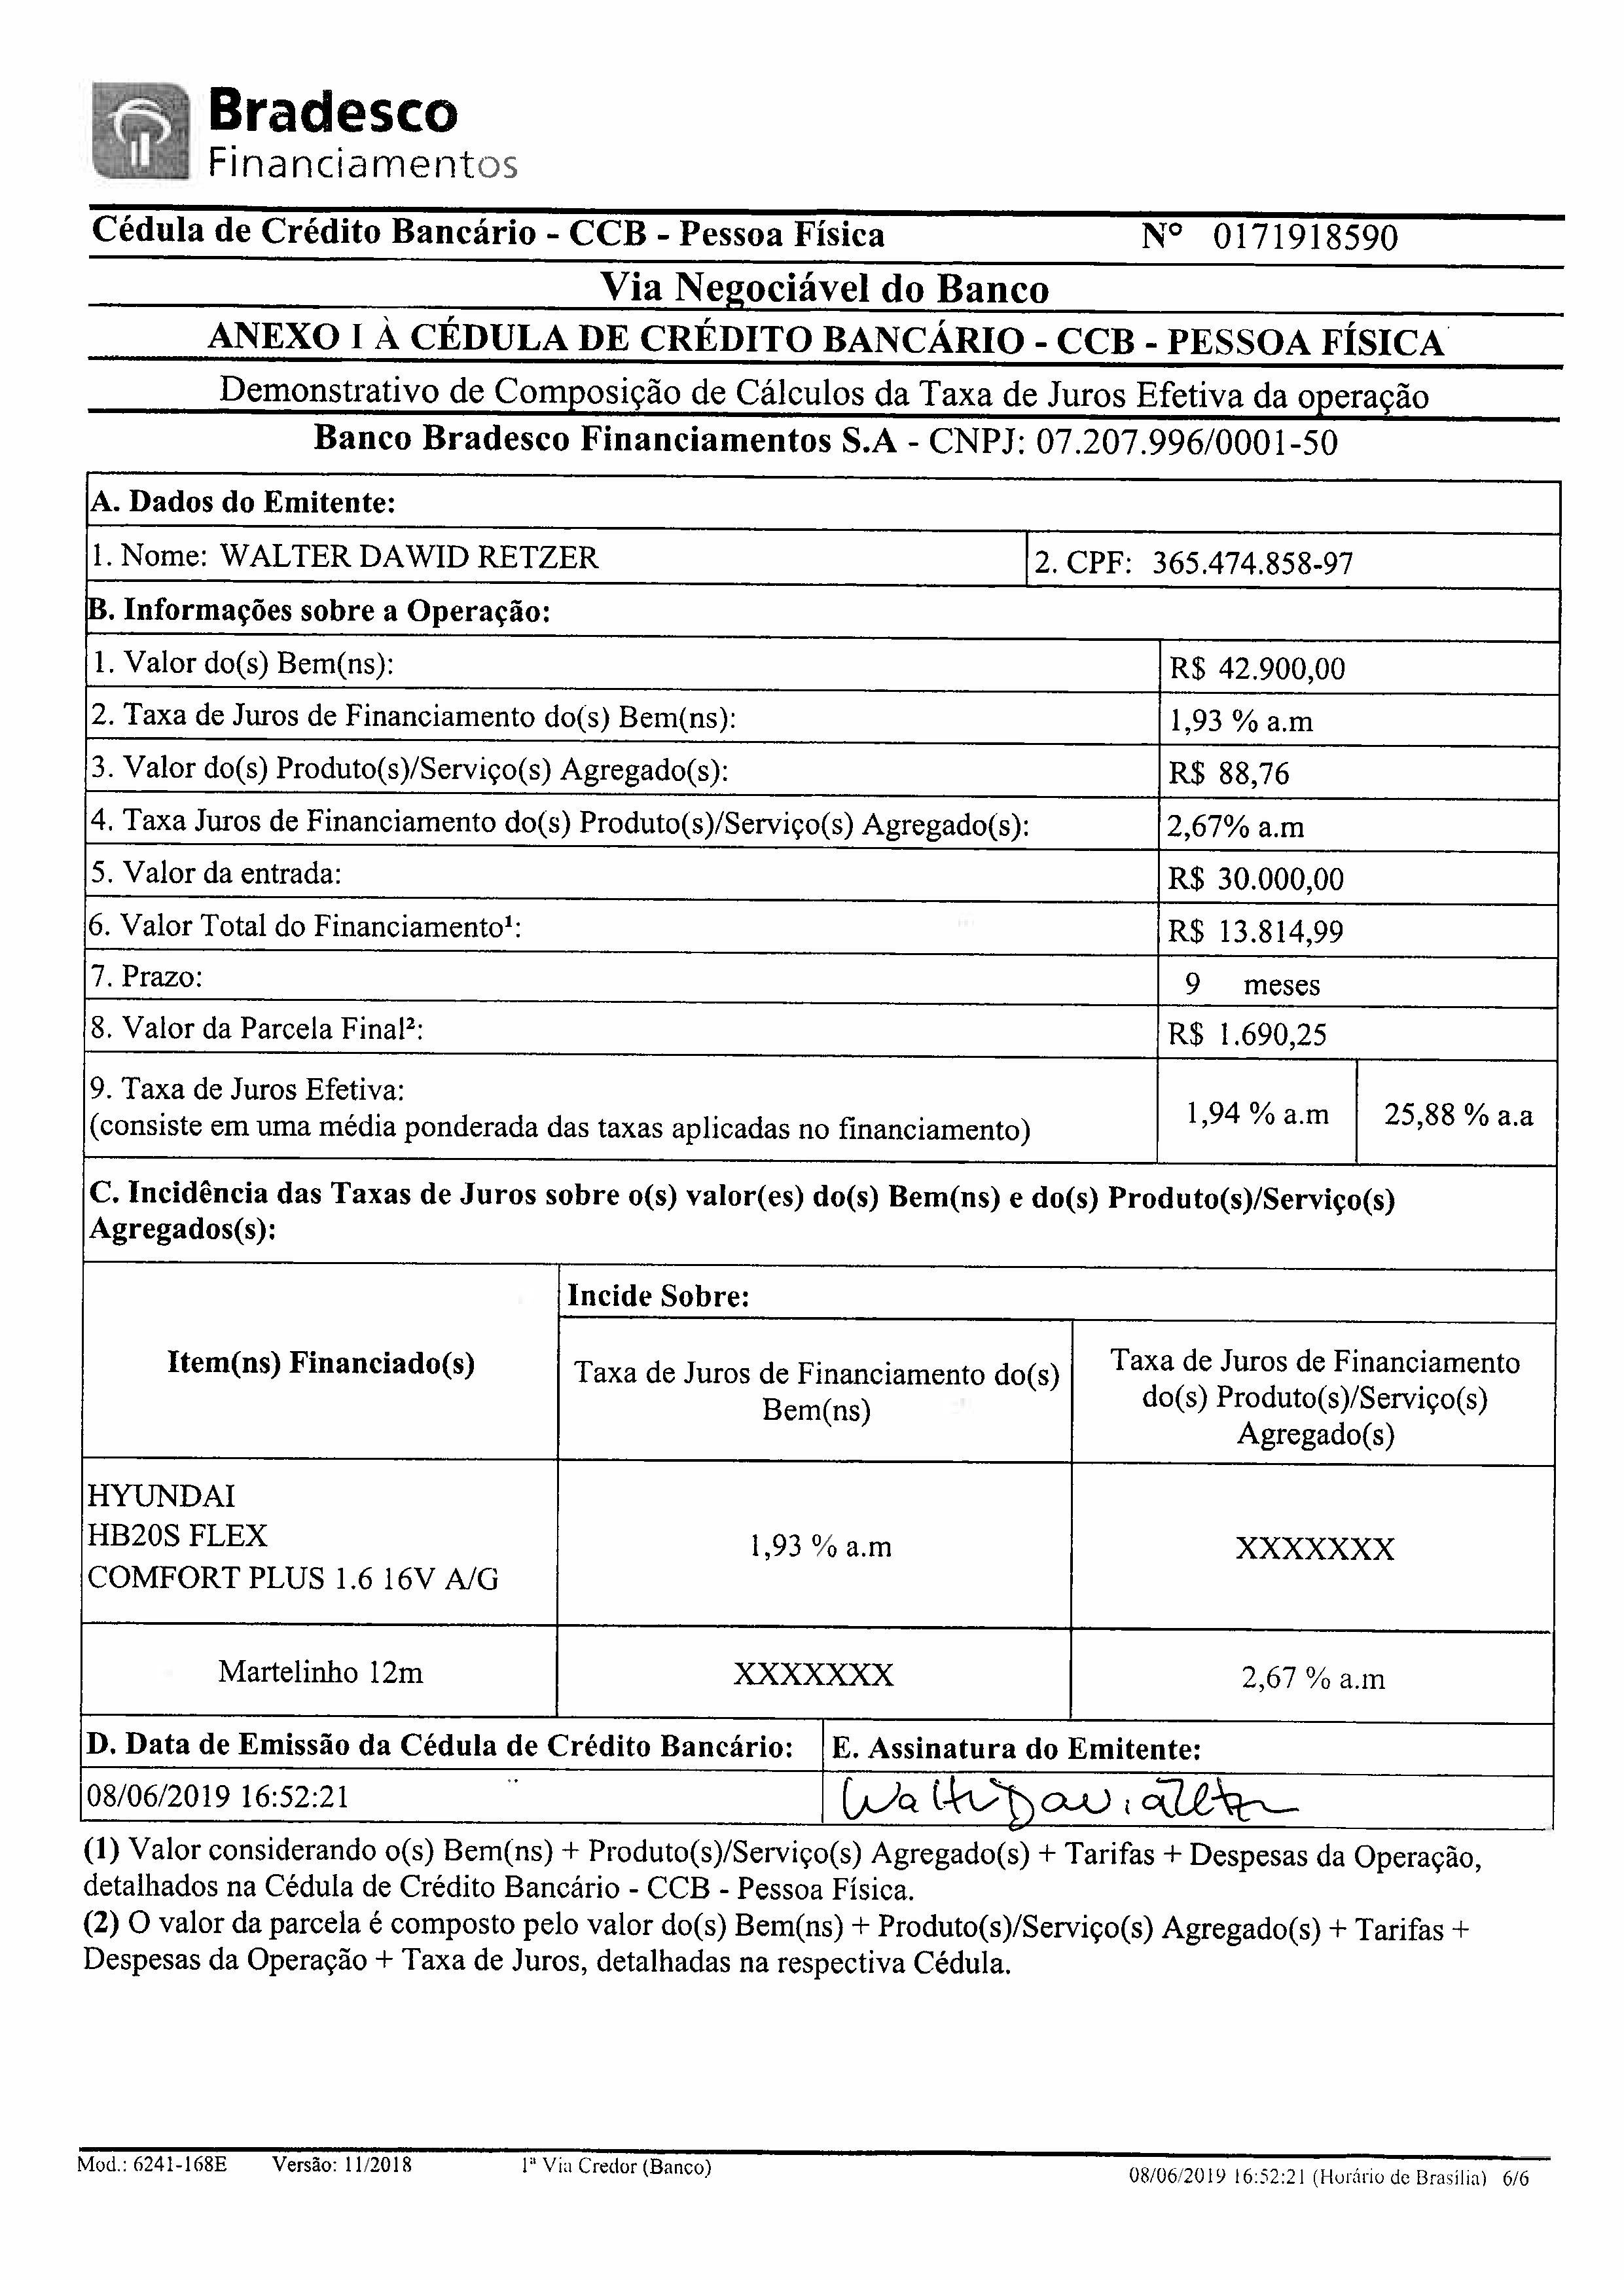 Bradesco
Financiamentos
Cédula de Crédito Bancário - CCB - Pessoa Física Nº 0171918590
Via Negociável do Banco
ANEXO I À CÉDULA DE CRÉDITO BANCÁRIO - CCB - PESSOA FÍSICA
Demonstrativo de Composição de Cálculos da Taxa de Juros Efetiva da operação
Banco Bradesco Financiamentos S.A - CNPJ: 07.207.996/0001-50
A. Dados do Emitente:
1. Nome: WALTER DAWID RETZER 2. CPF: 365.474.858-97
B. Informações sobre a Operação:
1. Valor do(s) Bem(ns): R$ 42.900,00
2. Taxa de Juros de Financiamento do(s) Bem(ns): 1,93 % a.m
3. Valor do(s) Produto(s)/Serviço(s) Agregado(s): R$ 88,76
4. Taxa Juros de Financiamento do(s) Produto(s)/Serviço(s) Agregado(s): 2,67% a.m
5. Valor da entrada: R$ 30.000,00
6. Valor Total do Financiamento¹: R$ 13.814,99
7. Prazo: 9 meses
8. Valor da Parcela Final²: R$ 1.690,25
9. Taxa de Juros Efetiva:
(consiste em uma média ponderada das taxas aplicadas no financiamento) 1,94 % a.m 25,88 % a.a
C. Incidência das Taxas de Juros sobre o(s) valor(es) do(s) Bem(ns) e do(s) Produto(s)/Serviço(s)
Agregados(s):
Incide Sobre:
Item(ns) Financiado(s)
Taxa de Juros de Financiamento do(s)
Bem(ns)
Taxa de Juros de Financiamento
do(s) Produto(s)/Serviço(s)
Agregado(s)
HYUNDAI
HB20S FLEX
COMFORT PLUS 1.6 16V A/G
1,93 % a.m
XXXXXXX
Martelinho 12m XXXXXXX 2,67 % a.m
D. Data de Emissão da Cédula de Crédito Bancário: E. Assinatura do Emitente:
08/06/2019 16:52:21
(1) Valor considerando o(s) Bem(ns) + Produto(s)/Serviço(s) Agregado(s) + Tarifas + Despesas da Operação,
detalhados na Cédula de Crédito Bancário - CCB - Pessoa Física.
(2) O valor da parcela é composto pelo valor do(s) Bem(ns) + Produto(s)/Serviço(s) Agregado(s) + Tarifas +
Despesas da Operação + Taxa de Juros, detalhadas na respectiva Cédula.
Mod.: 6241-168E Versão: 11/2018 1ª Via Credor (Banco) 08/06/2019 16:52:21 (Horário de Brasília) 6/6